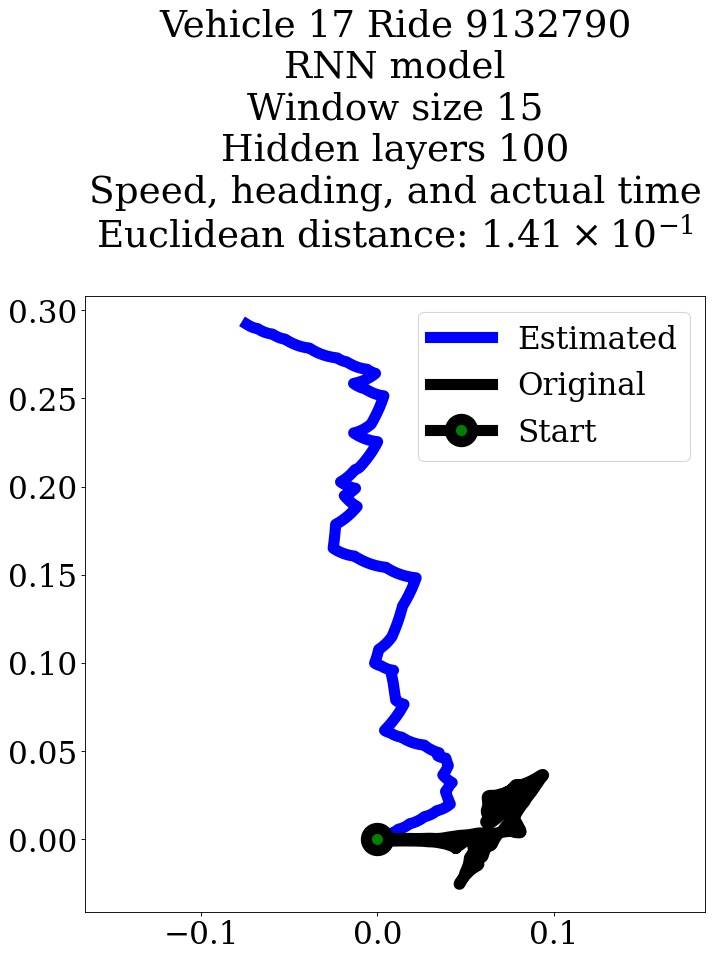 Vehicle 17 Ride 9132790
RNN model
Window size 15
Hidden layers 100
Speed, heading, and actual time
Euclidean distance: 1.41 × 10⁻¹
0.30
Estimated
Original
Start
0.25
0.20
0.15
0.10
0.05
0.00
−0.1 0.0 0.1